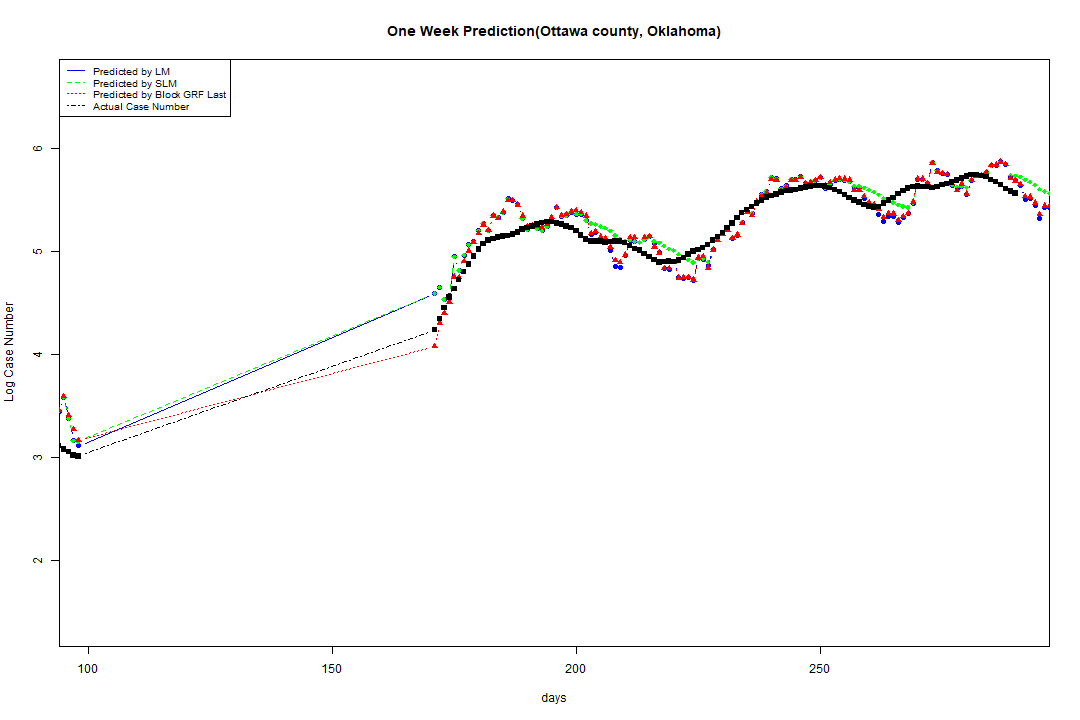 One Week Prediction(Ottawa county, Oklahoma)
Predicted by LM
Predicted by SLM
Predicted by Block GRF Last
Actual Case Number
6
5
4
3
2
Log Case Number
100
150
200
250
days